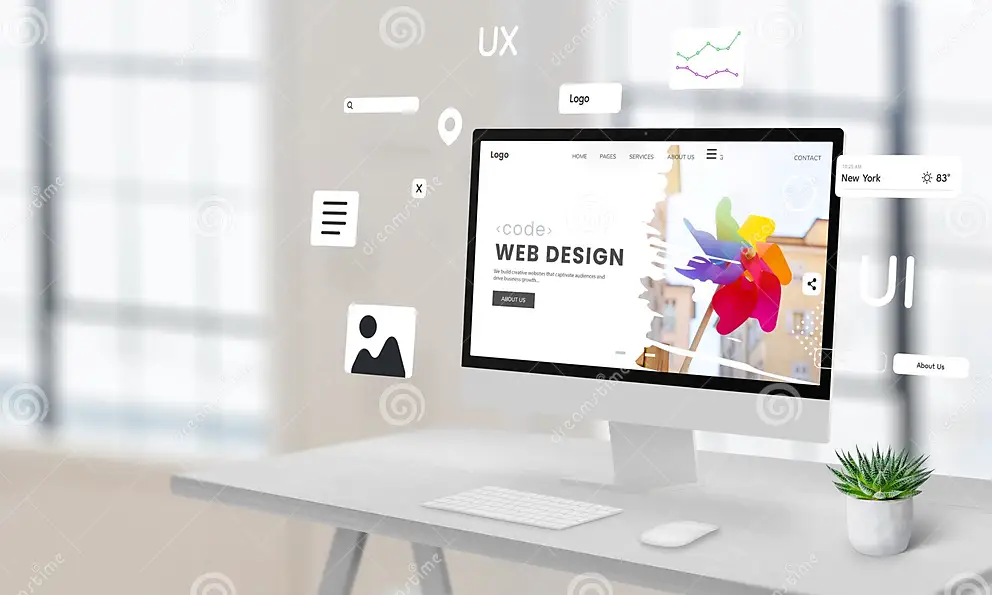 UX
Logo
X
Logo
HOME PAGES SERVICES ABOUT US CONTACT
10:25 AM
New York 83°
‹code›
WEB DESIGN
We build creative websites that captivate audiences and
drive business growth...
ABOUT US
UI
About Us
dreamstime